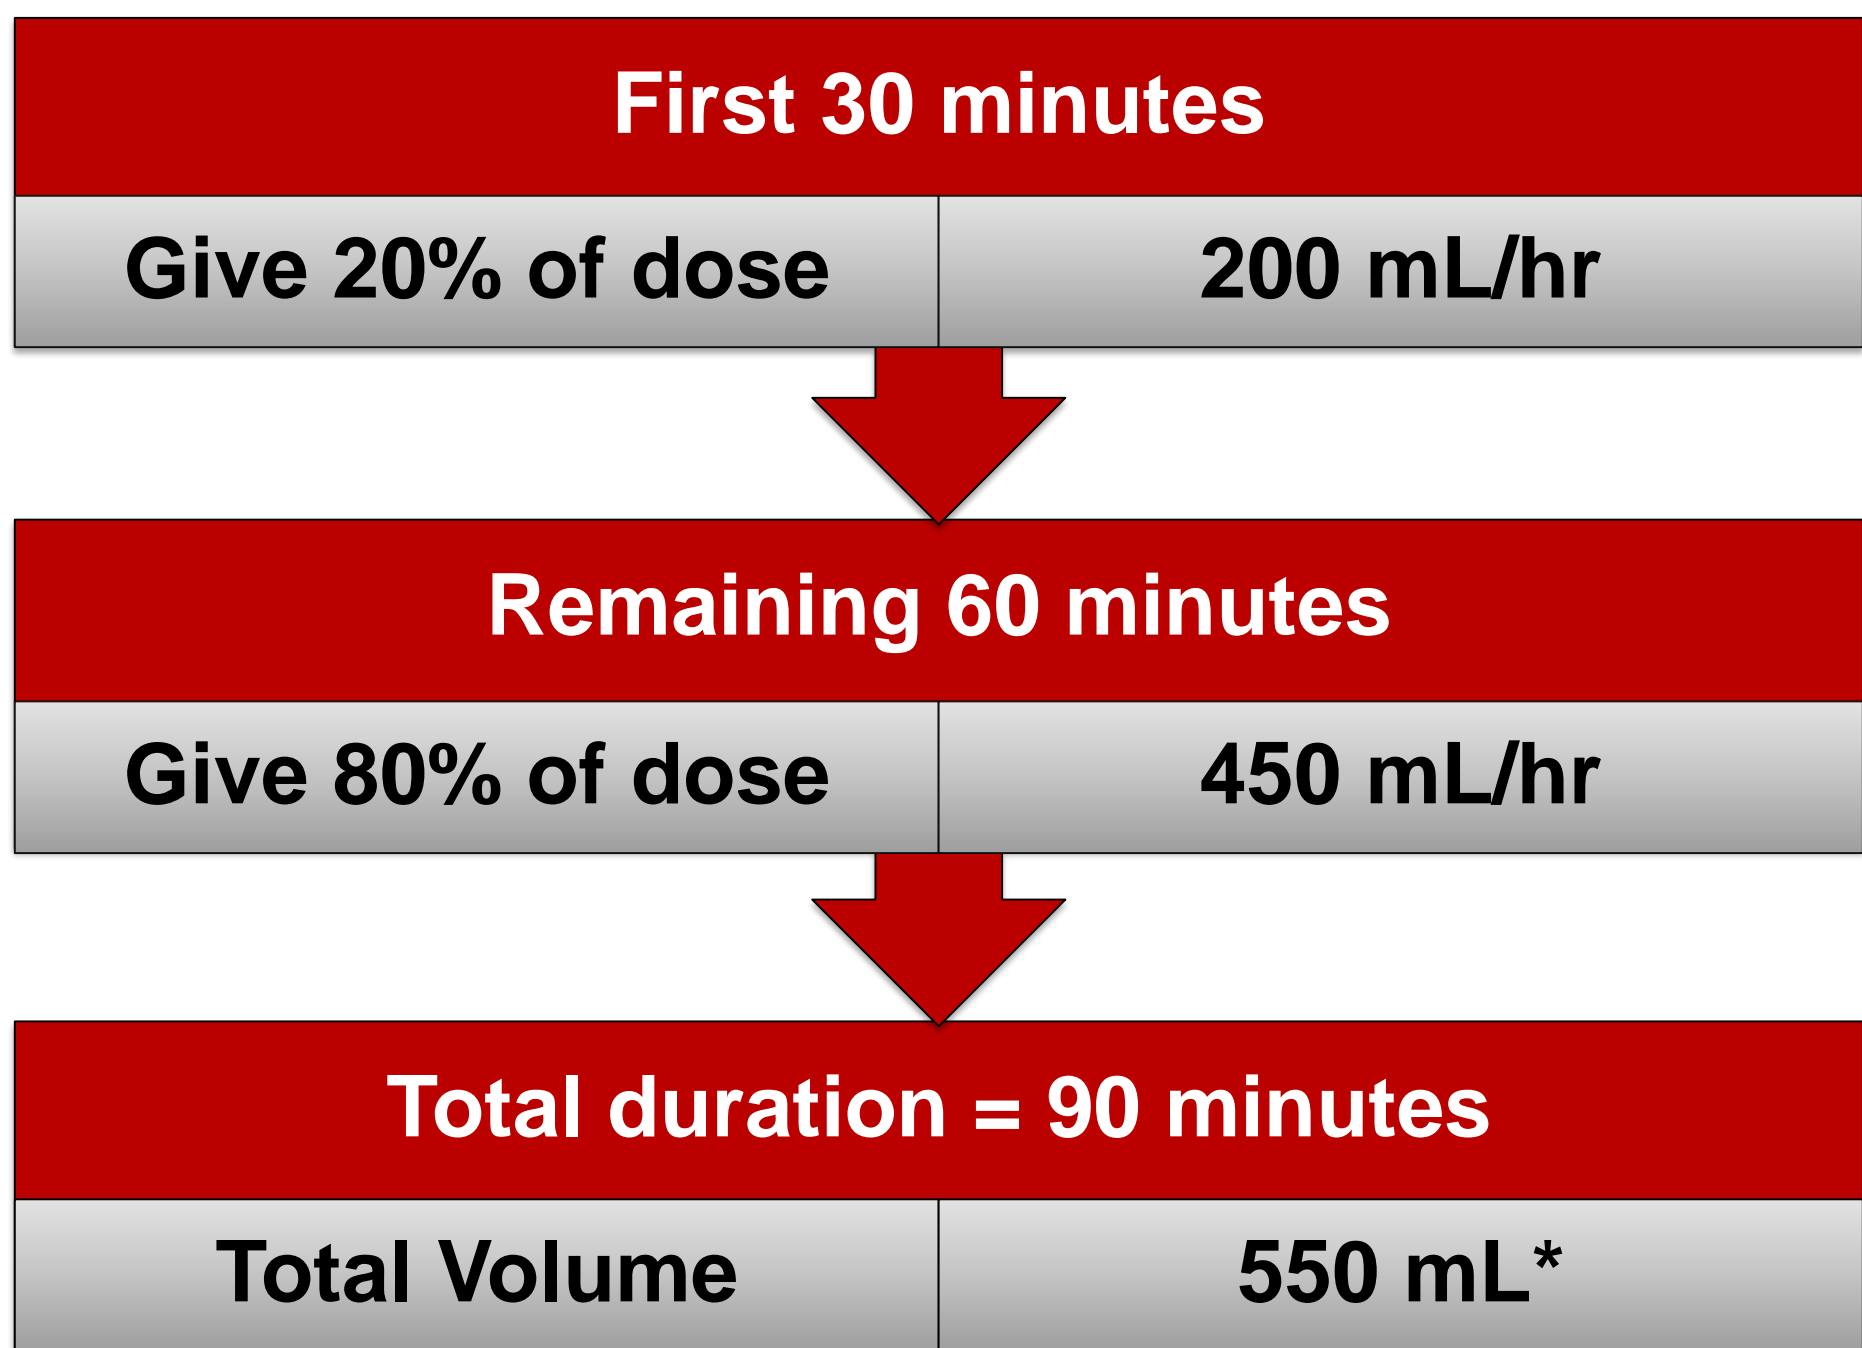 First 30 minutes
Give 20% of dose
200 mL/hr
Remaining 60 minutes
Give 80% of dose
450 mL/hr
Total duration = 90 minutes
Total Volume
550 mL*